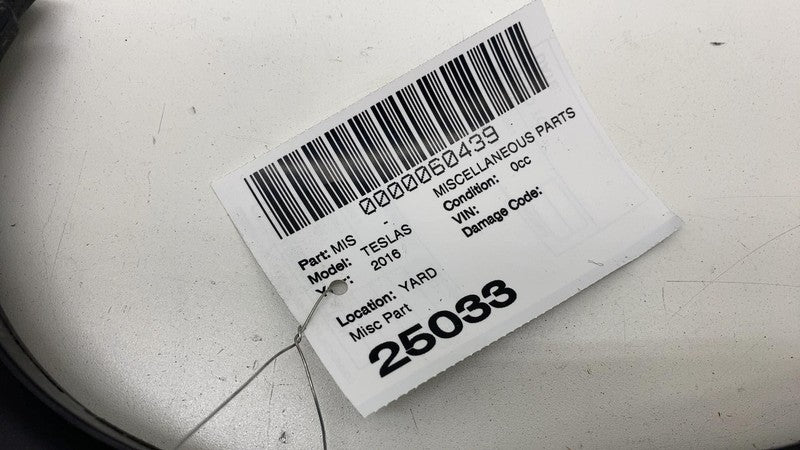 0000060439
Part: MIS - MISCELLANEOUS PARTS
Model: TESLAS Condition: 0cc
2016 VIN:
Damage Code:
Location: YARD
Misc Part
25033